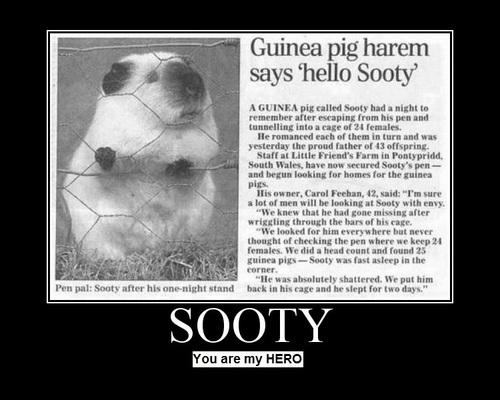 Guinea pig harem
says ‘hello Sooty’
A GUINEA pig called Sooty had a night to
remember after escaping from his pen and
tunnelling into a cage of 24 females.
He romanced each of them in turn and was
yesterday the proud father of 43 offspring.
Staff at Little Friend's Farm in Pontypridd,
South Wales, have now secured Sooty's pen —
and begun looking for homes for the guinea
pigs.
His owner, Carol Feehan, 42, said: “I'm sure
a lot of men will be looking at Sooty with envy.
“We knew that he had gone missing after
wriggling through the bars of his cage.
“We looked for him everywhere but never
thought of checking the pen where we keep 24
females. We did a head count and found 25
guinea pigs — Sooty was fast asleep in the
corner.
“He was absolutely shattered. We put him
back in his cage and he slept for two days.”
Pen pal: Sooty after his one-night stand
SOOTY
You are my HERO